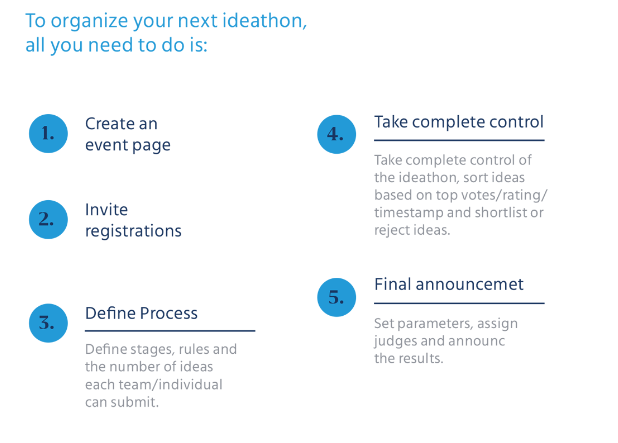 To organize your next ideathon,
all you need to do is:
1.
Create an
event page
2.
Invite
registrations
3.
Define Process
Define stages, rules and
the number of ideas
each team/individual
can submit.
4.
Take complete control
Take complete control of
the ideathon, sort ideas
based on top votes/rating/
timestamp and shortlist or
reject ideas.
5.
Final announcemet
Set parameters, assign
judges and announc
the results.